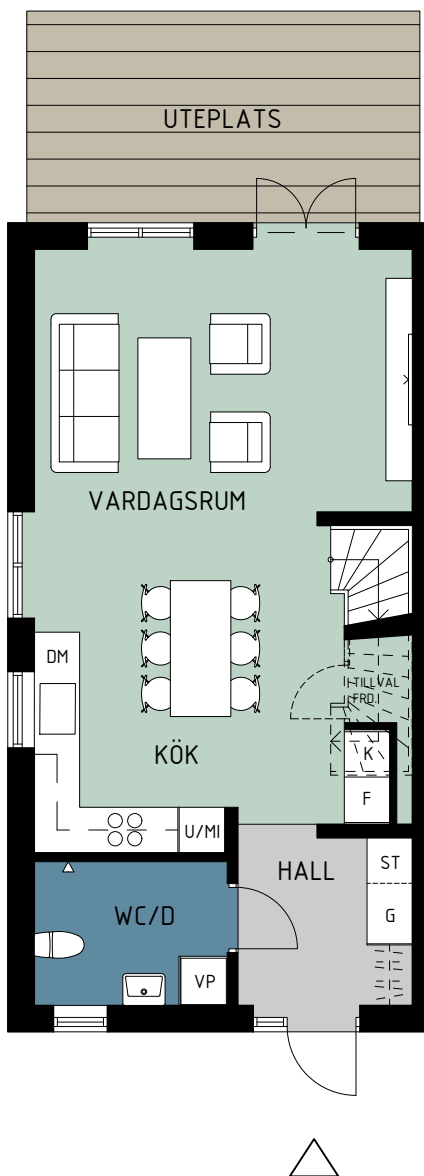 UTEPLATS
VARDAGSRUM
DM
TILLVAL
FRD.
KÖK
K
F
U/MI
HALL
ST
WC/D
G
VP